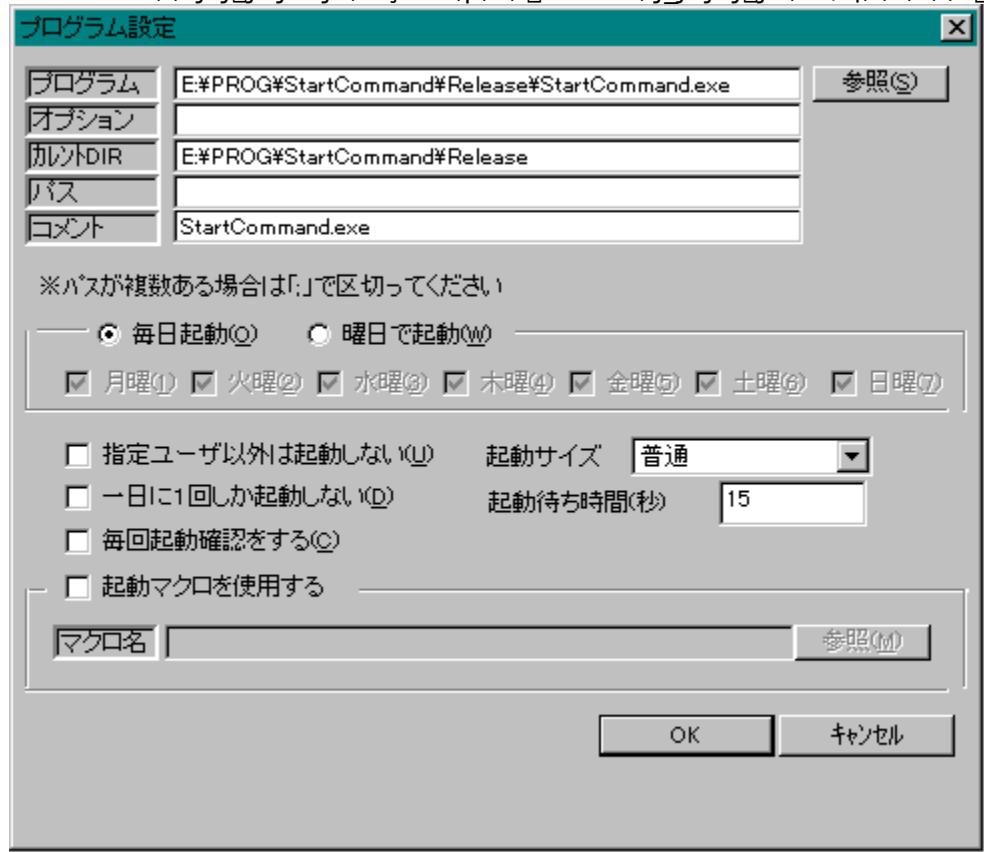 プログラム設定
プログラム E:¥PROG¥StartCommand¥Release¥StartCommand.exe 参照(S)
オプション
ｶﾚﾝﾄDIR E:¥PROG¥StartCommand¥Release
パス
コメント StartCommand.exe
※ﾊﾟｽが複数ある場合は「;」で区切ってください
毎日起動(O) 曜日で起動(W)
月曜(1) 火曜(2) 水曜(3) 木曜(4) 金曜(5) 土曜(6) 日曜(7)
指定ユーザ以外は起動しない(U) 起動サイズ 普通
一日に1回しか起動しない(D) 起動待ち時間(秒) 15
毎回起動確認をする(C)
起動マクロを使用する
マクロ名 参照(M)
OK ｷｬﾝｾﾙ